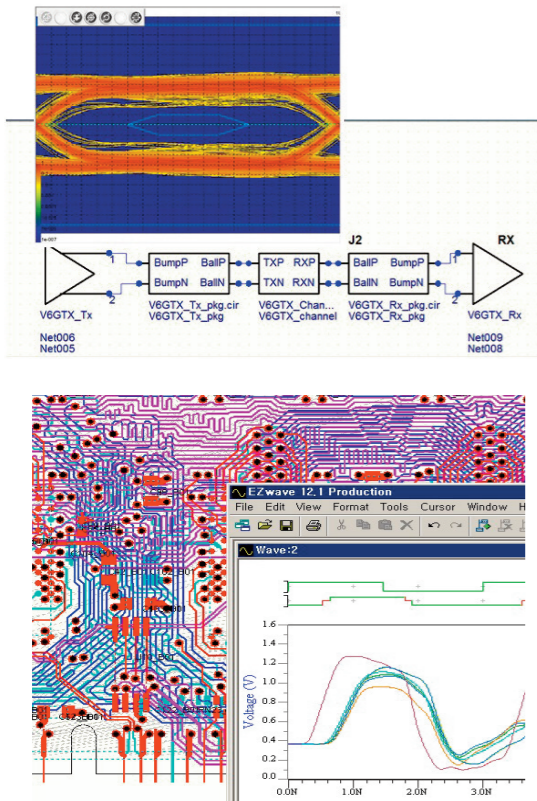 J2
RX
1
BumpP BallP
TXP RXP
BallP BumpP
1
BumpN BallN
TXN RXN
BallN BumpN
2
2
V6GTX_Tx
V6GTX_Tx_pkg.cir
V6GTX_Tx_pkg
V6GTX_Chan...
V6GTX_channel
V6GTX_Rx_pkg.cir
V6GTX_Rx_pkg
V6GTX_Rx
Net006
Net005
Net009
Net008
EZwave 12.1 Production
File Edit View Format Tools Cursor Window H
Wave:2
Voltage (V)
1.6
1.4
1.2
1.0
0.8
0.6
0.4
0.2
0.0
0.0N 1.0N 2.0N 3.0N